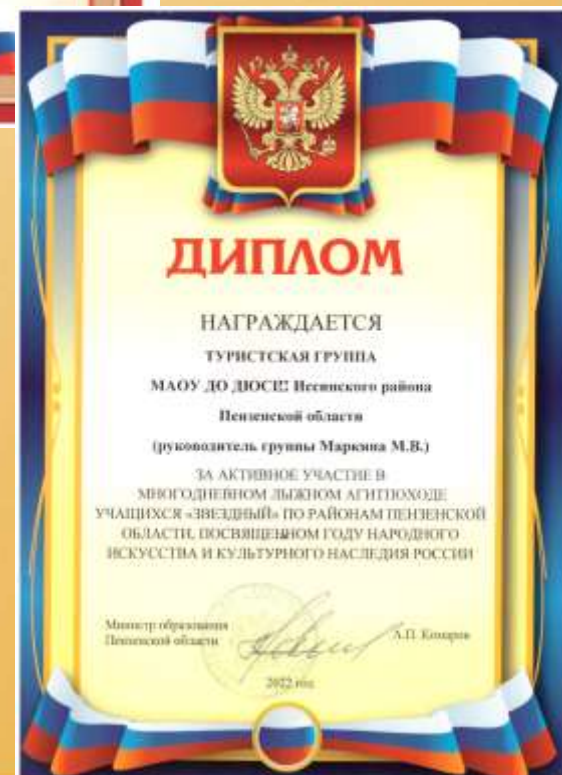 ДИПЛОМ
НАГРАЖДАЕТСЯ
ТУРИСТСКАЯ ГРУППА
МАОУ ДО ДЮСШ Иссинского района
Пензенской области
(руководитель группы Маркина М.В.)
ЗА АКТИВНОЕ УЧАСТИЕ В
МНОГОДНЕВНОМ ЛЫЖНОМ АГИТПОХОДЕ
УЧАЩИХСЯ «ЗВЕЗДНЫЙ» ПО РАЙОНАМ ПЕНЗЕНСКОЙ
ОБЛАСТИ, ПОСВЯЩЕННОМ ГОДУ НАРОДНОГО
ИСКУССТВА И КУЛЬТУРНОГО НАСЛЕДИЯ РОССИИ
Министр образования
Пензенской области
А.П. Комаров
2022 год